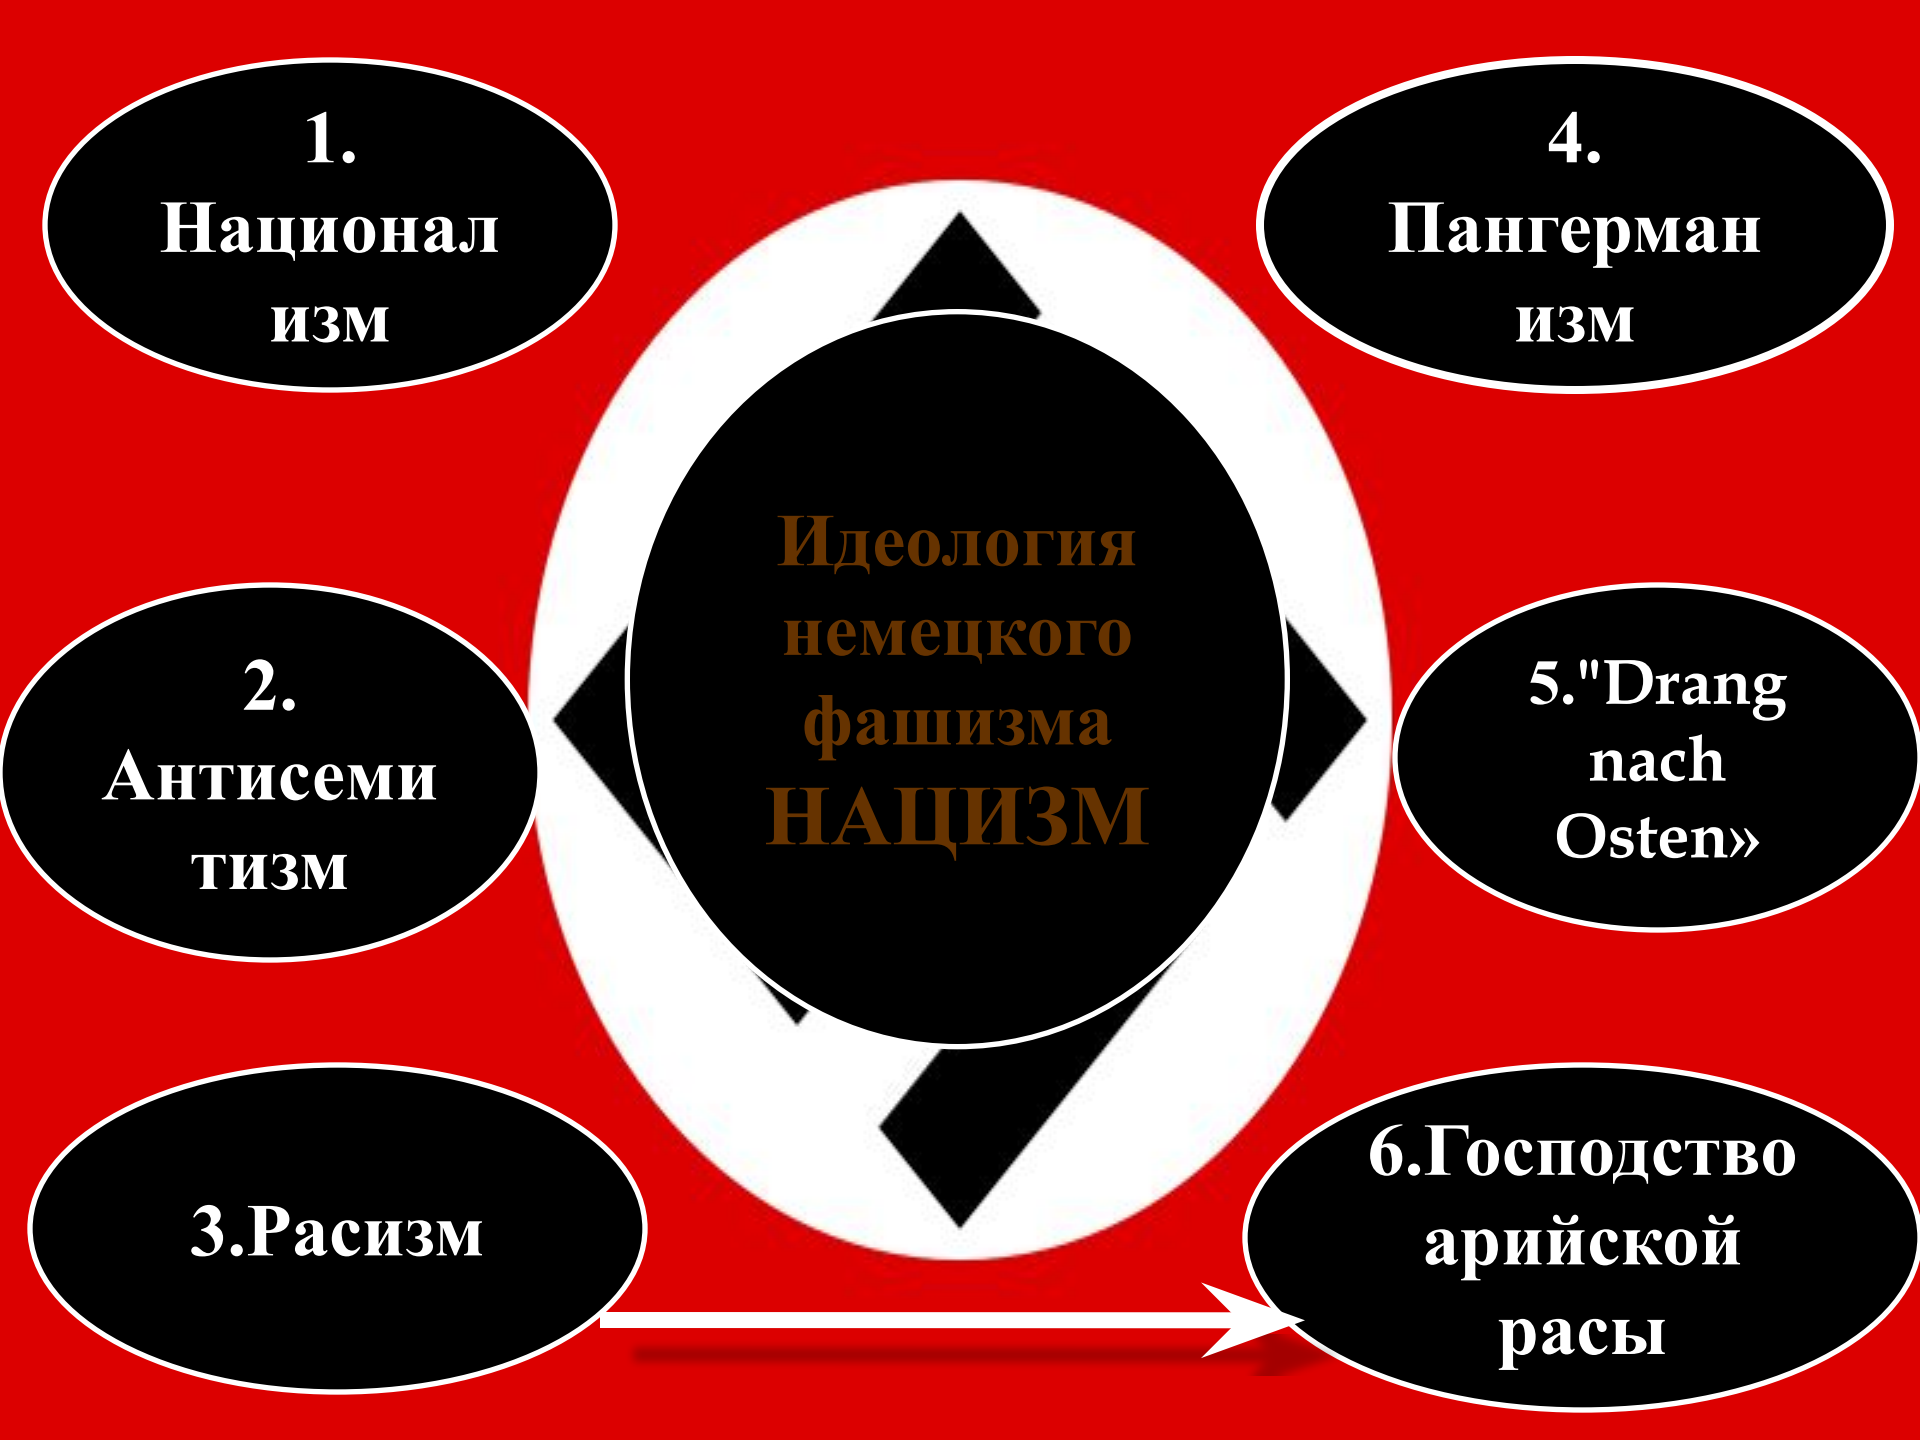 1.
Национал
изм
2.
Антисеми
тизм
3.Расизм
Идеология
немецкого
фашизма
НАЦИЗМ
4.
Пангерман
изм
5."Drang
nach
Osten»
6.Господство
арийской
расы